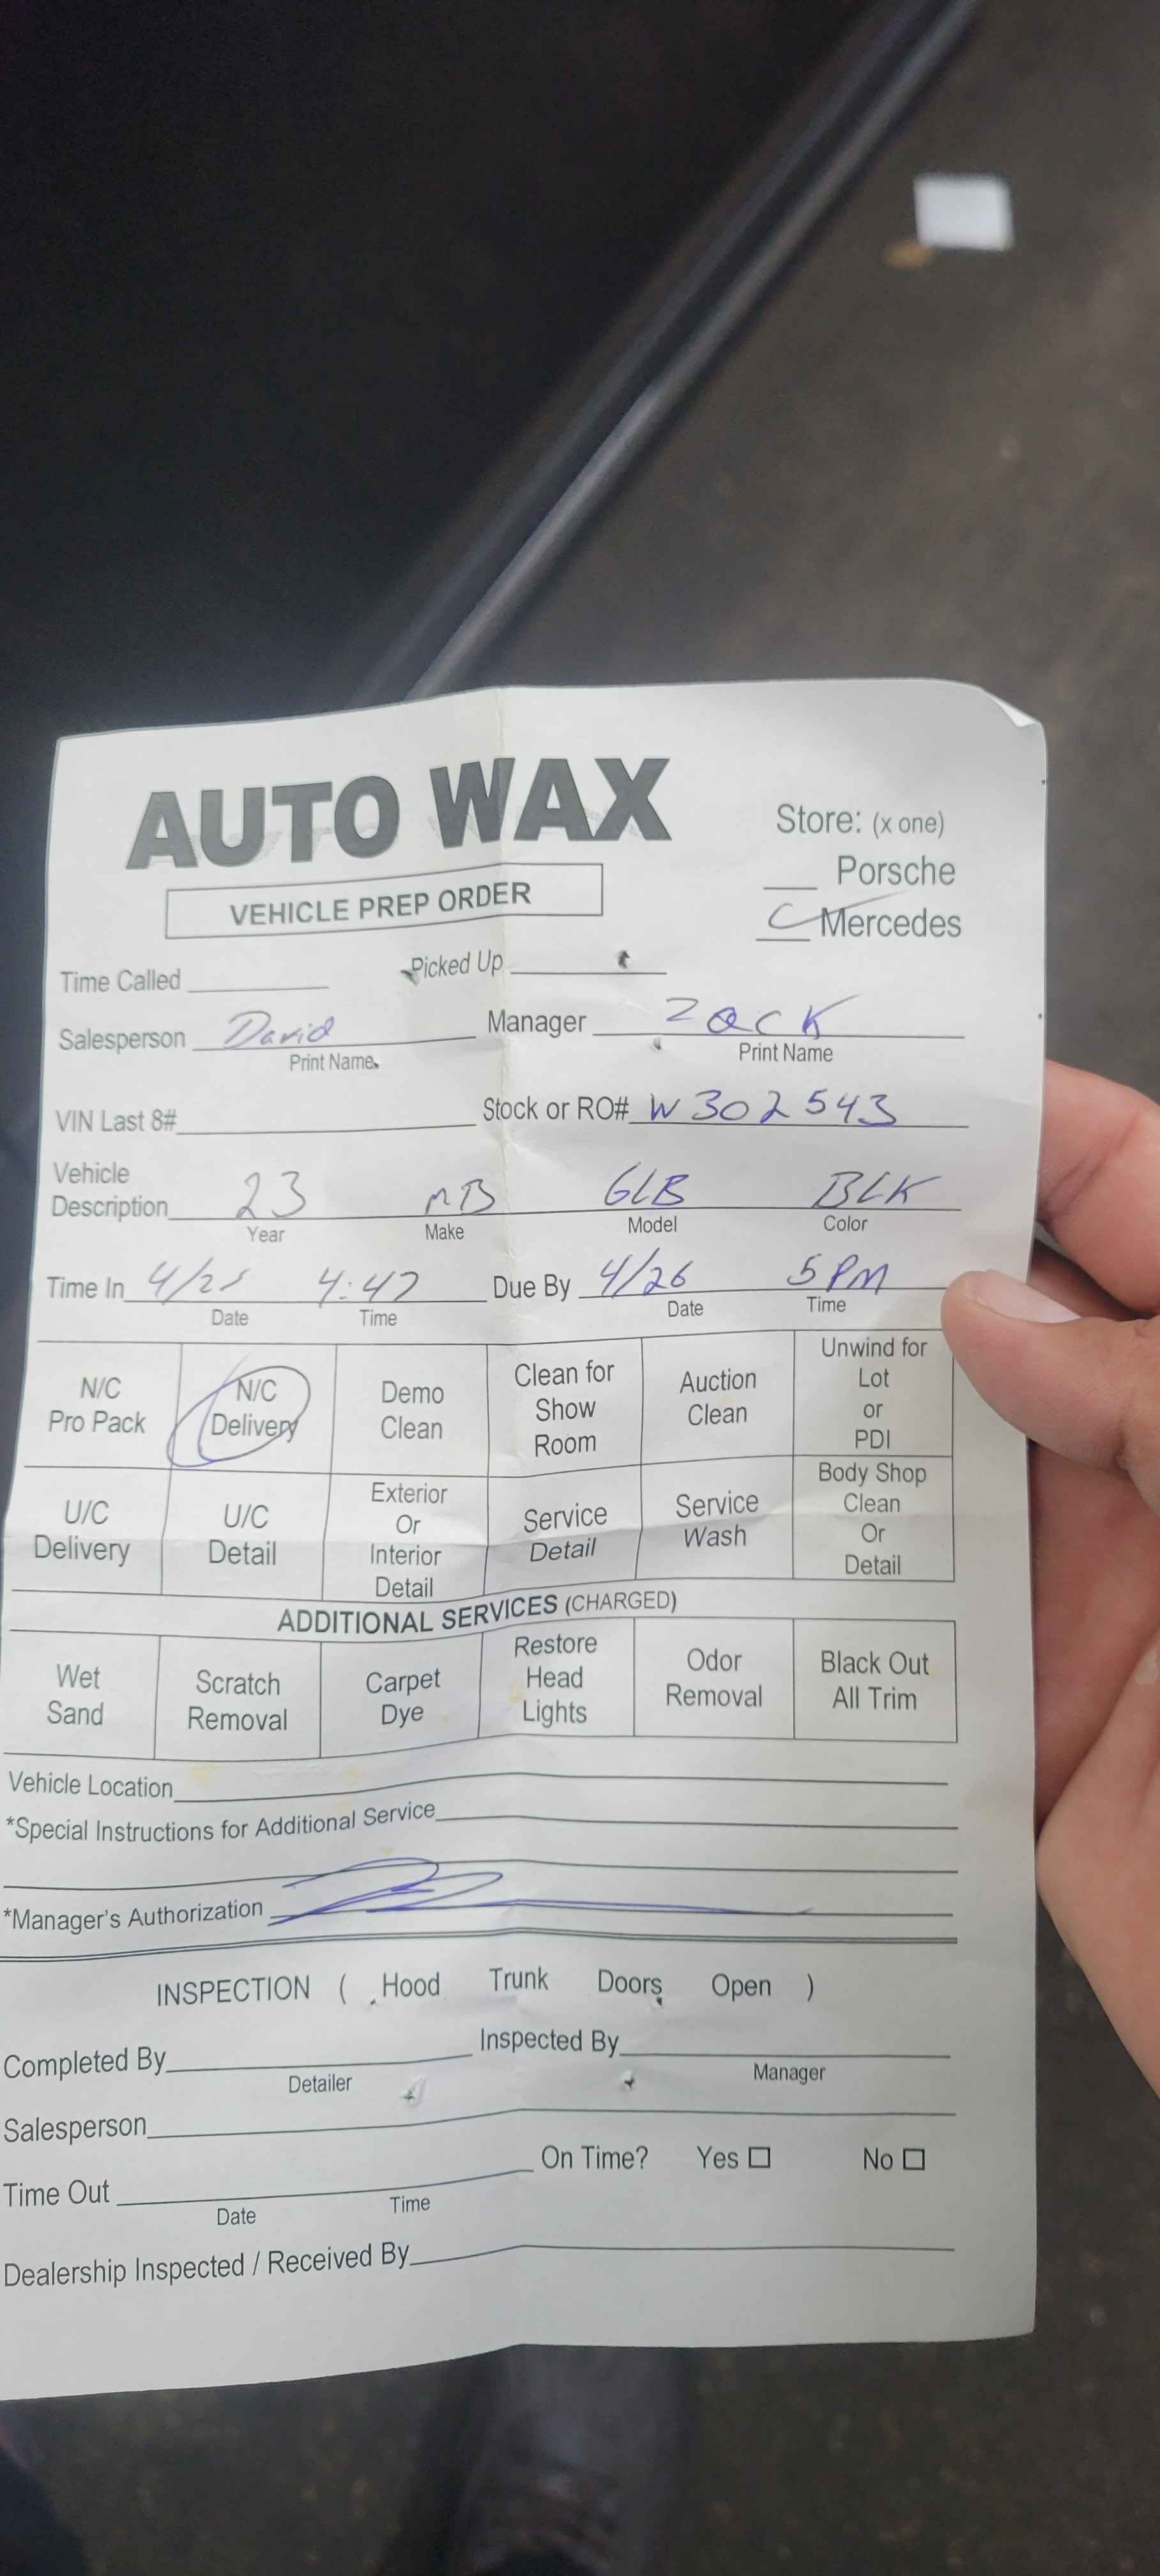 AUTO WAX
Store: (x one)
VEHICLE PREP ORDER
___ Porsche
___ Mercedes
Time Called ___ Picked Up ___
Salesperson David Manager Zack
Print Name Print Name
VIN Last 8# ___ Stock or RO# W302543
Vehicle
Description 23 MB GLB BLK
Year Make Model Color
Time In 4/25 4:47 Due By 4/26 5PM
Date Time Date Time
N/C Pro Pack N/C Delivery Demo Clean Clean for Show Room Auction Clean Unwind for Lot or PDI
U/C Delivery U/C Detail Exterior Or Interior Detail Service Detail Service Wash Body Shop Clean Or Detail
ADDITIONAL SERVICES (CHARGED)
Wet Sand Scratch Removal Carpet Dye Restore Head Lights Odor Removal Black Out All Trim
Vehicle Location
*Special Instructions for Additional Service
*Manager's Authorization
INSPECTION ( Hood Trunk Doors Open )
Completed By ___ Inspected By ___
Detailer Manager
Salesperson
On Time? Yes ☐ No ☐
Time Out
Date Time
Dealership Inspected / Received By